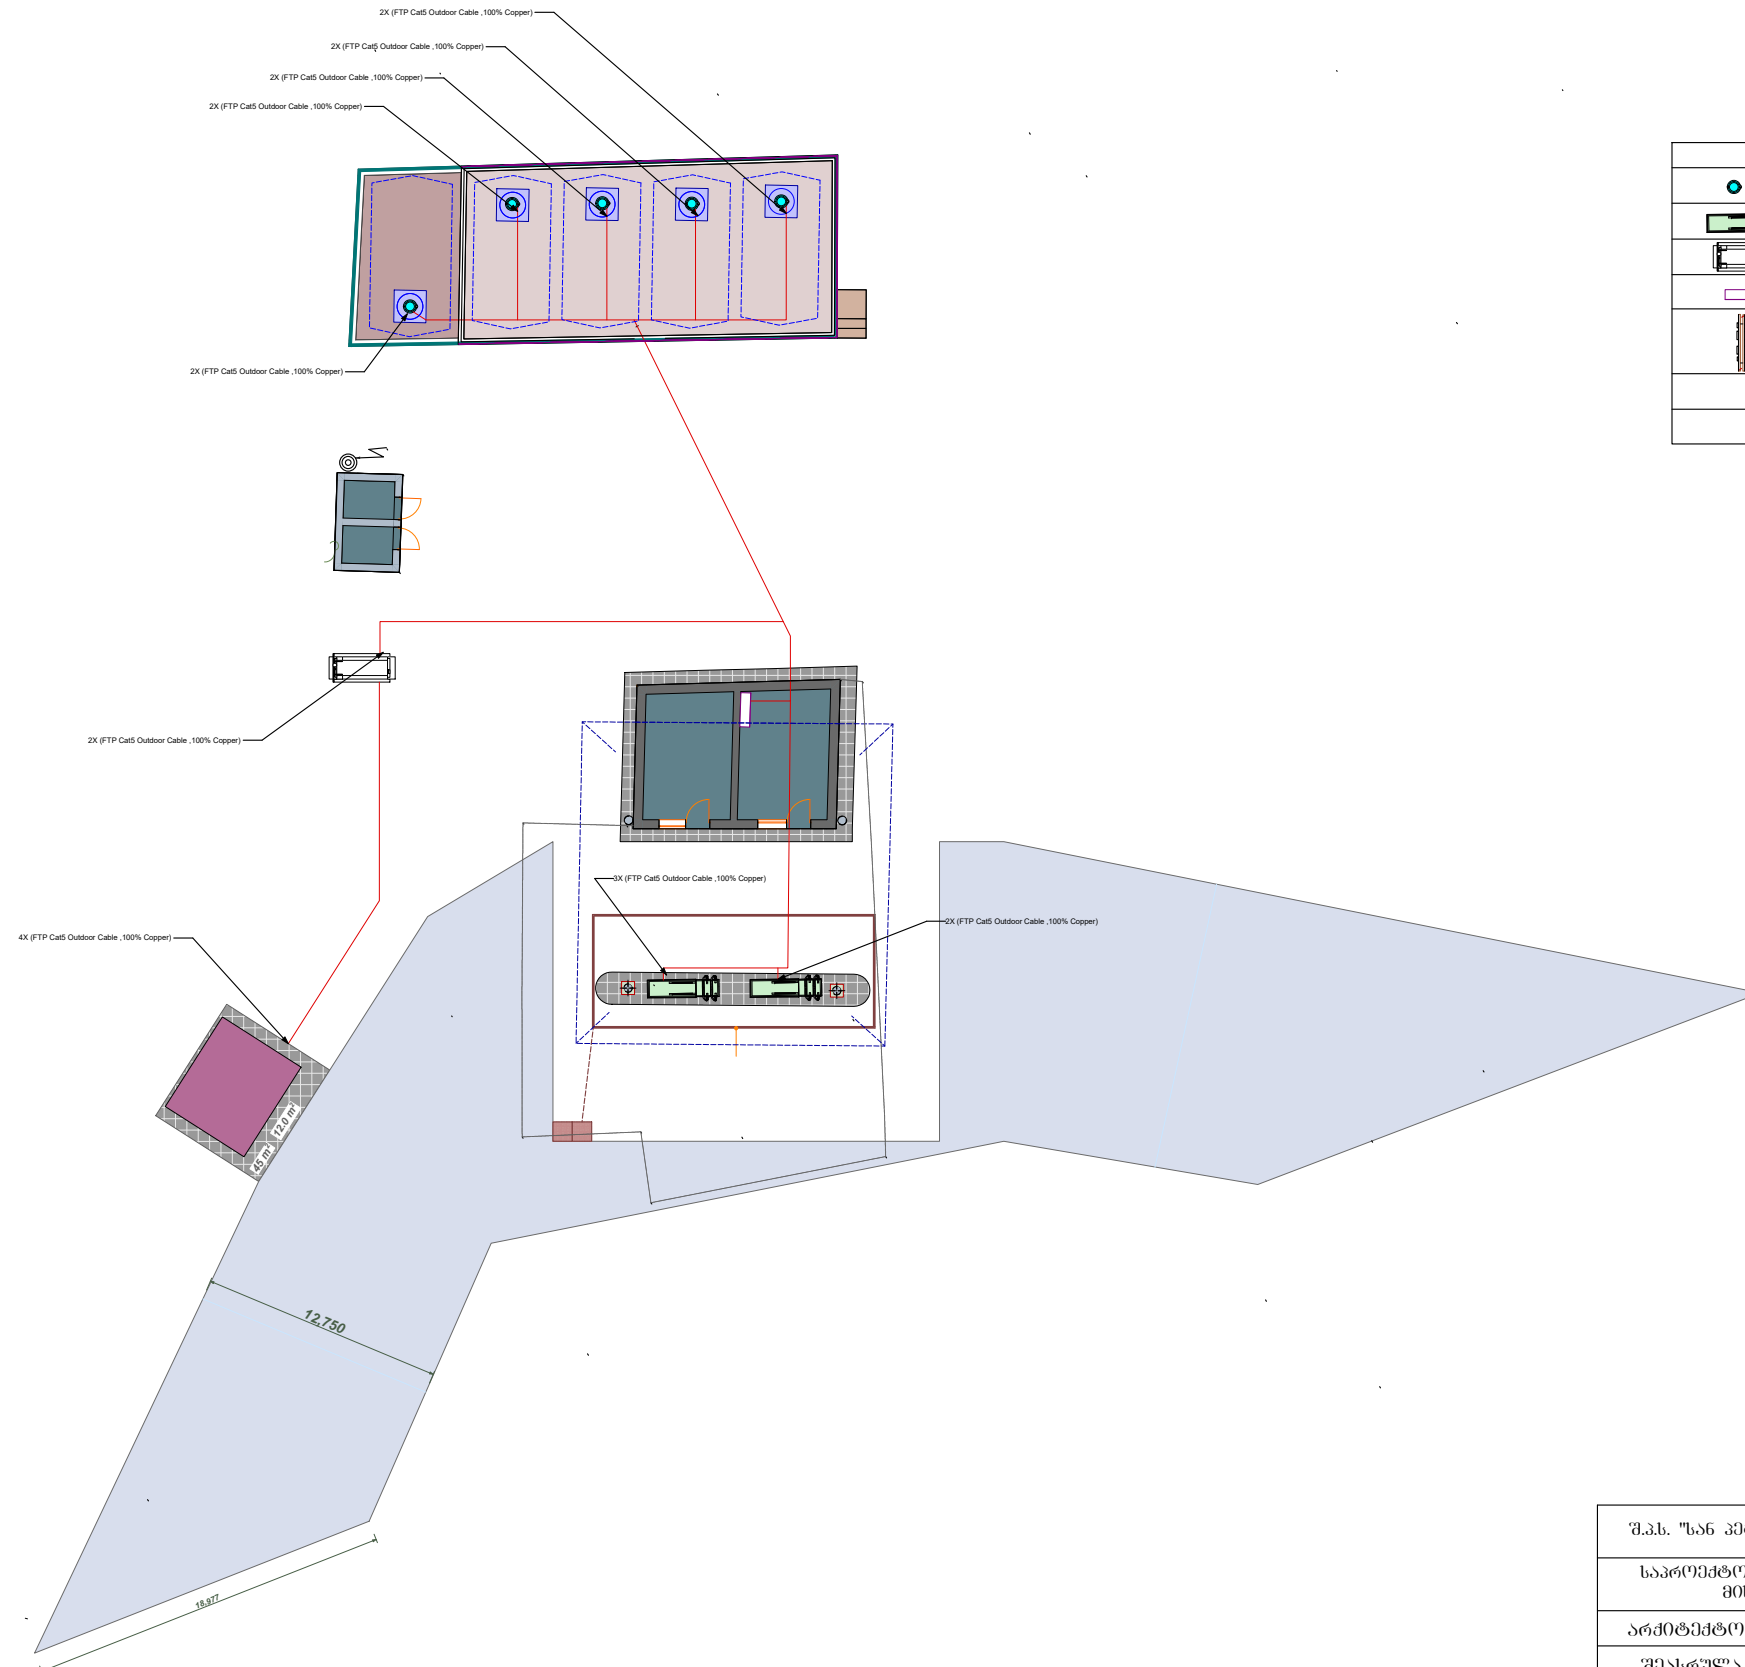 2X (FTP Cat5 Outdoor Cable ,100% Copper)
2X (FTP Cat5 Outdoor Cable ,100% Copper)
2X (FTP Cat5 Outdoor Cable ,100% Copper)
2X (FTP Cat5 Outdoor Cable ,100% Copper)
2X (FTP Cat5 Outdoor Cable ,100% Copper)
2X (FTP Cat5 Outdoor Cable ,100% Copper)
3X (FTP Cat5 Outdoor Cable ,100% Copper)
2X (FTP Cat5 Outdoor Cable ,100% Copper)
4X (FTP Cat5 Outdoor Cable ,100% Copper)
12.0 m²
45 m²
12,750
18,977
შ.პ.ს. "სან